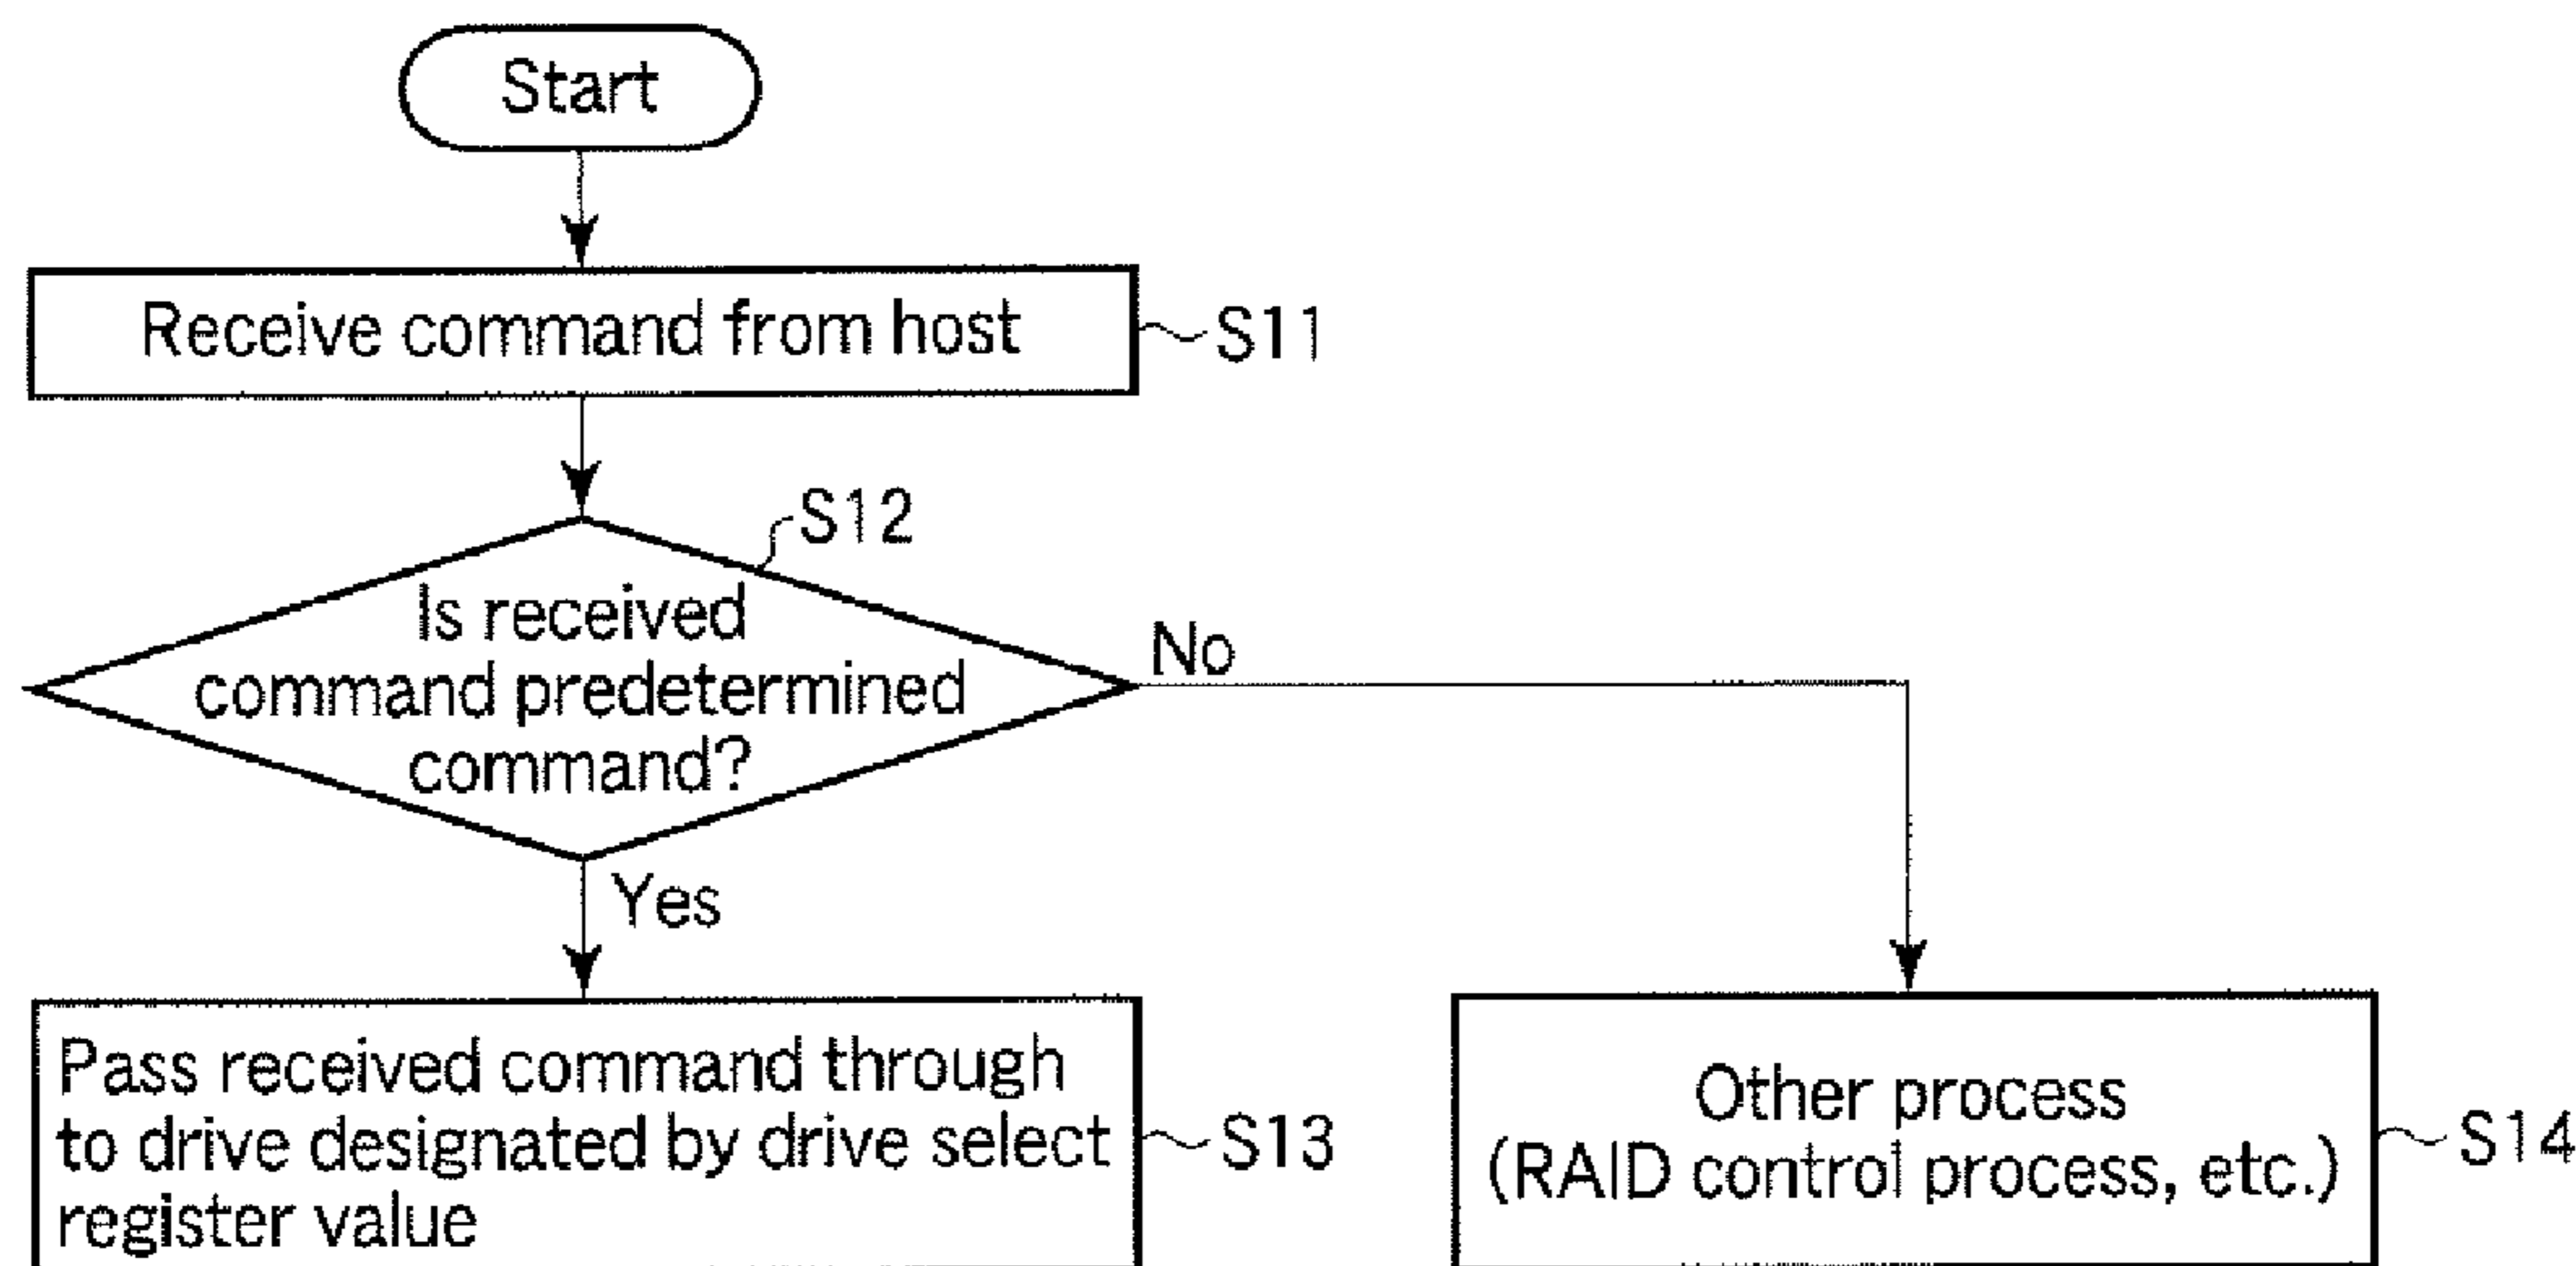 Start
Receive command from host
S11
S12
Is received
command predetermined
command?
No
Yes
Pass received command through
to drive designated by drive select
register value
S13
Other process
(RAID control process, etc.)
S14